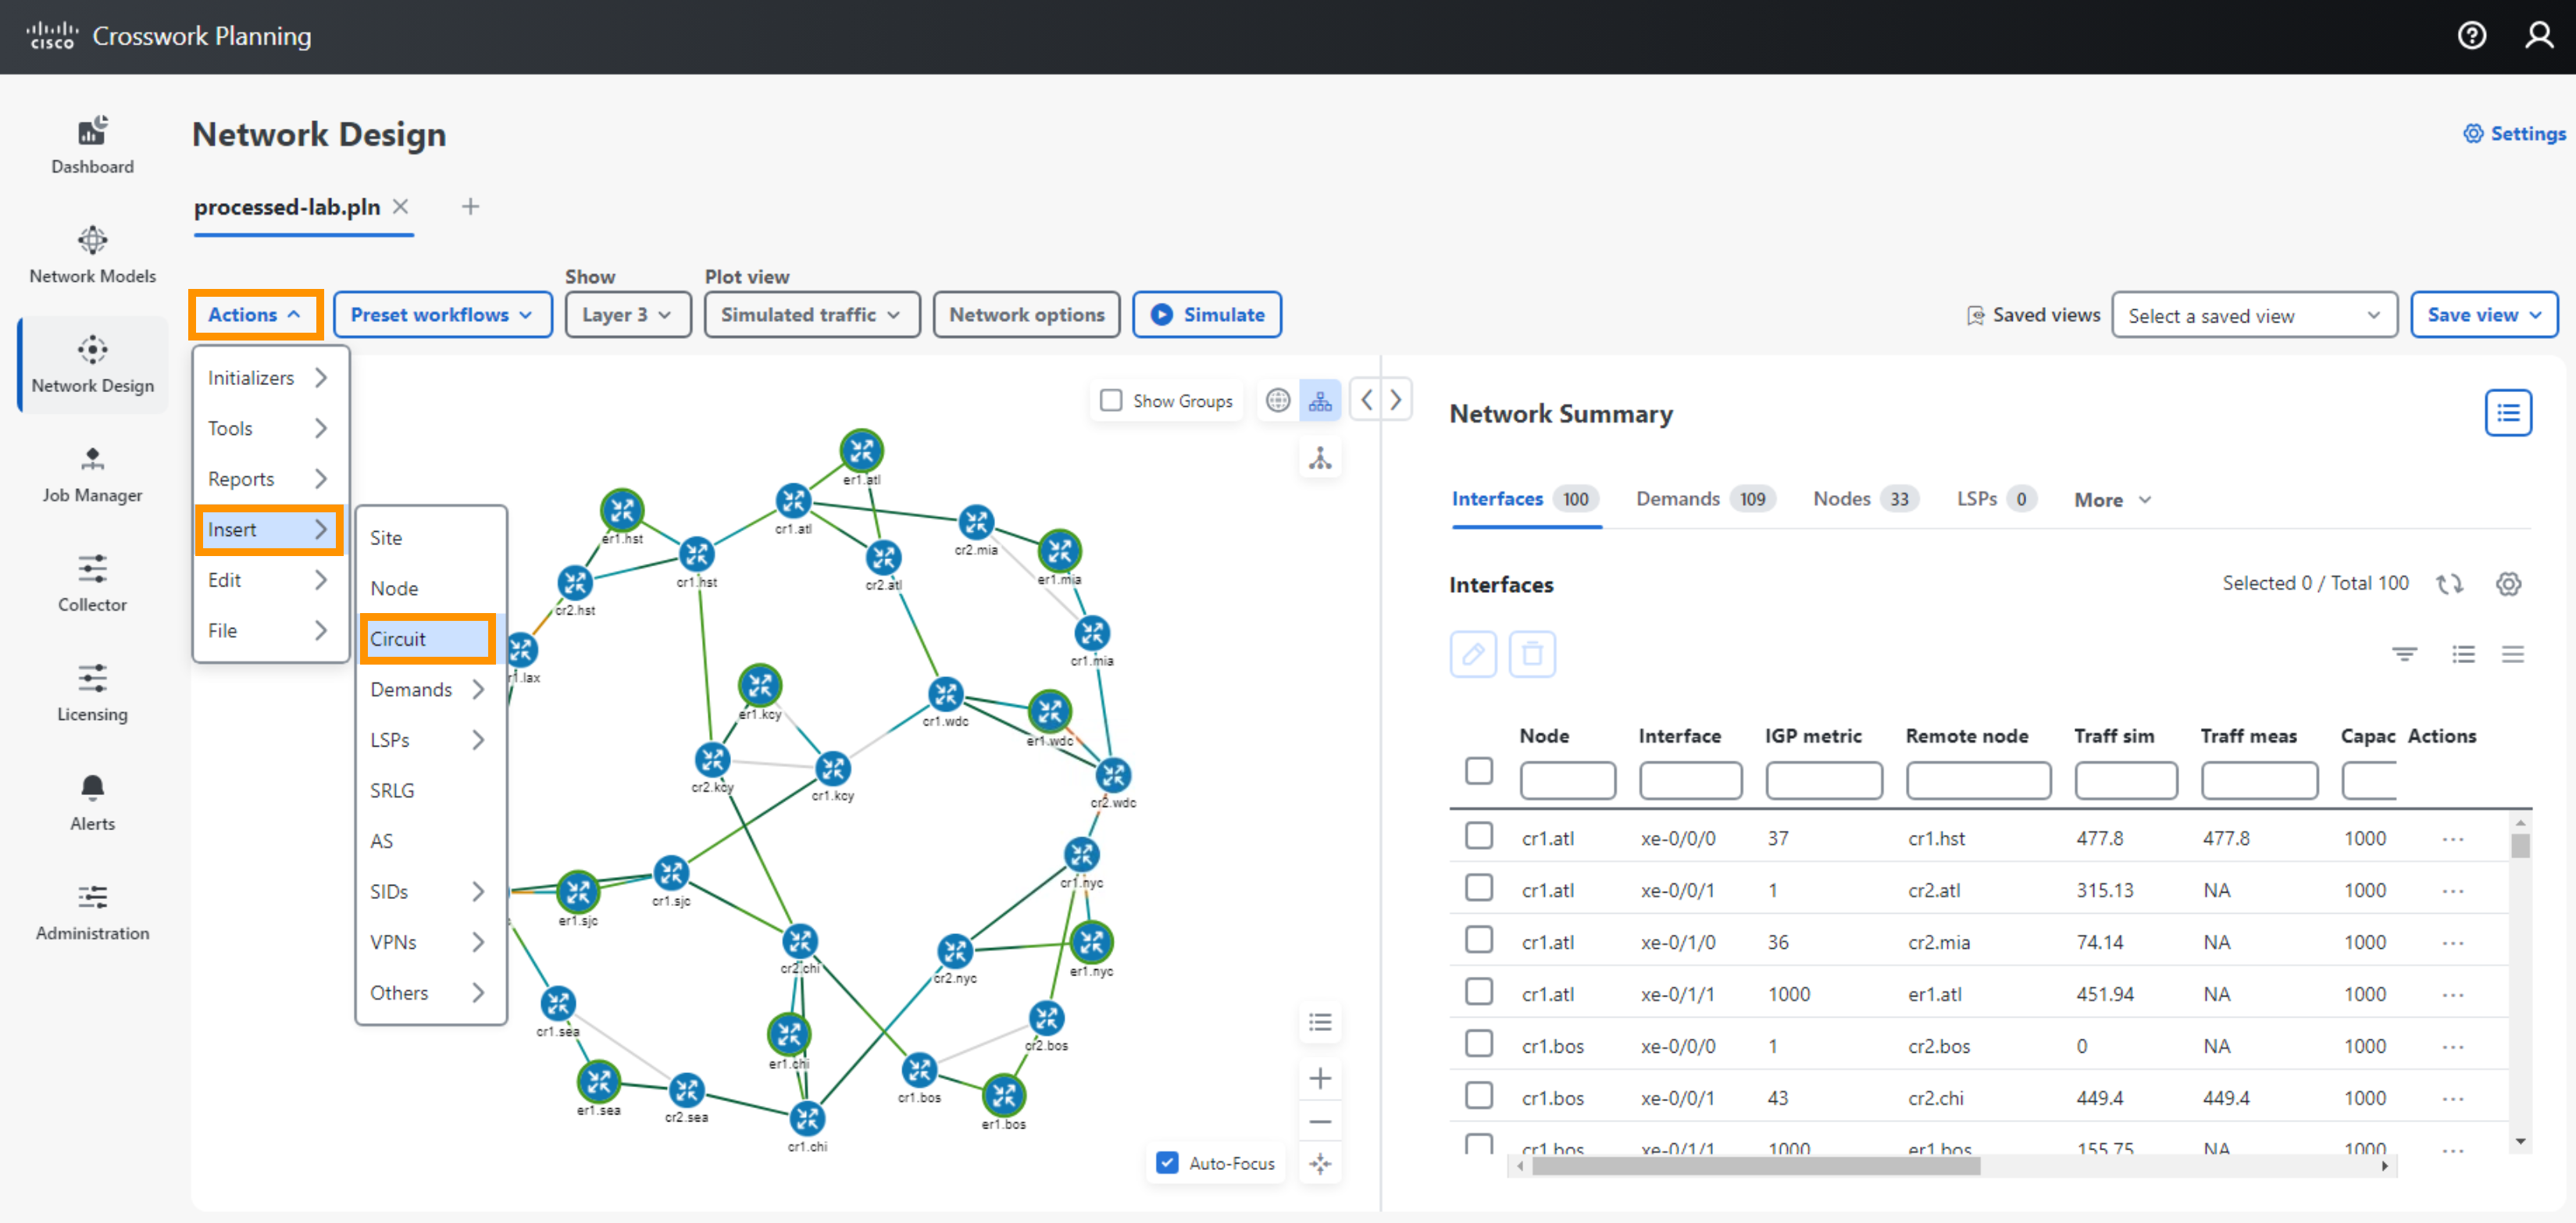 cisco Crosswork Planning
Dashboard
Network Models
Network Design
Job Manager
Collector
Licensing
Alerts
Administration
Network Design
Settings
processed-lab.pln
Show
Plot view
Actions
Preset workflows
Layer 3
Simulated traffic
Network options
Simulate
Saved views
Select a saved view
Save view
Initializers
Tools
Reports
Insert
Edit
File
Site
Node
Circuit
Demands
LSPs
SRLG
AS
SIDs
VPNs
Others
Show Groups
er1.atl
cr1.atl
er1.hst
cr2.mia
cr1.hst
cr2.atl
er1.mia
cr2.hst
cr1.mia
r1.lax
er1.kcy
cr1.wdc
er1.wdc
cr2.kcy
cr1.kcy
cr2.wdc
cr1.nyc
cr1.sjc
er1.sjc
cr2.chi
cr2.nyc
er1.nyc
cr1.sea
cr2.bos
er1.chi
cr1.bos
er1.sea
cr2.sea
er1.bos
cr1.chi
Auto-Focus
Network Summary
Interfaces 100 Demands 109 Nodes 33 LSPs 0 More
Interfaces
Selected 0 / Total 100
Node Interface IGP metric Remote node Traff sim Traff meas Capac Actions
cr1.atl xe-0/0/0 37 cr1.hst 477.8 477.8 1000 ...
cr1.atl xe-0/0/1 1 cr2.atl 315.13 NA 1000 ...
cr1.atl xe-0/1/0 36 cr2.mia 74.14 NA 1000 ...
cr1.atl xe-0/1/1 1000 er1.atl 451.94 NA 1000 ...
cr1.bos xe-0/0/0 1 cr2.bos 0 NA 1000 ...
cr1.bos xe-0/0/1 43 cr2.chi 449.4 449.4 1000 ...
cr1.bos xe-0/1/1 1000 er1.bos 155.75 NA 1000 ...